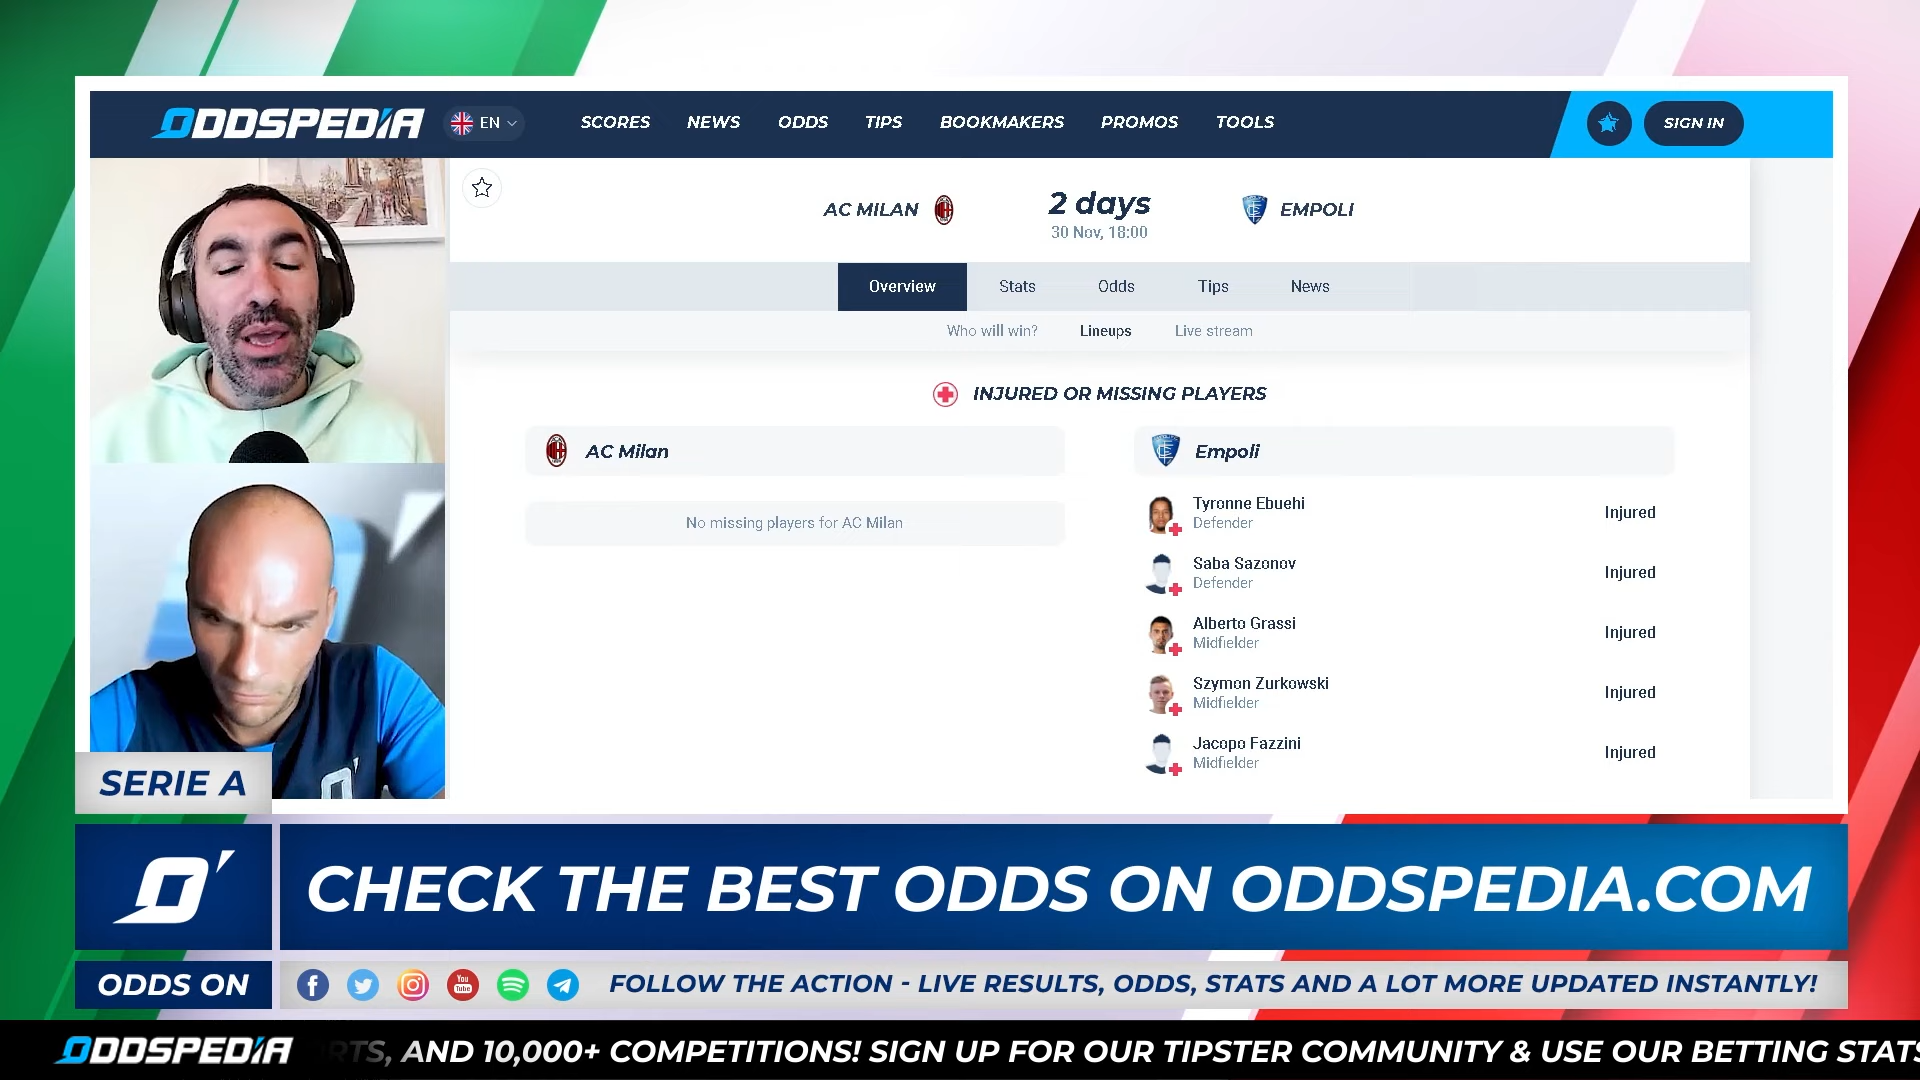 ODDSPEDIA
EN
SCORES
NEWS
ODDS
TIPS
BOOKMAKERS
PROMOS
TOOLS
SIGN IN
AC MILAN
2 days
30 Nov, 18:00
EMPOLI
Overview
Stats
Odds
Tips
News
Who will win?
Lineups
Live stream
INJURED OR MISSING PLAYERS
AC Milan
No missing players for AC Milan
Empoli
Tyronne Ebuehi
Defender
Injured
Saba Sazonov
Defender
Injured
Alberto Grassi
Midfielder
Injured
Szymon Zurkowski
Midfielder
Injured
Jacopo Fazzini
Midfielder
Injured
SERIE A
CHECK THE BEST ODDS ON ODDSPEDIA.COM
ODDS ON
You Tube
FOLLOW THE ACTION - LIVE RESULTS, ODDS, STATS AND A LOT MORE UPDATED INSTANTLY!
ODDSPEDIA
RTS, AND 10,000+ COMPETITIONS! SIGN UP FOR OUR TIPSTER COMMUNITY & USE OUR BETTING STATS